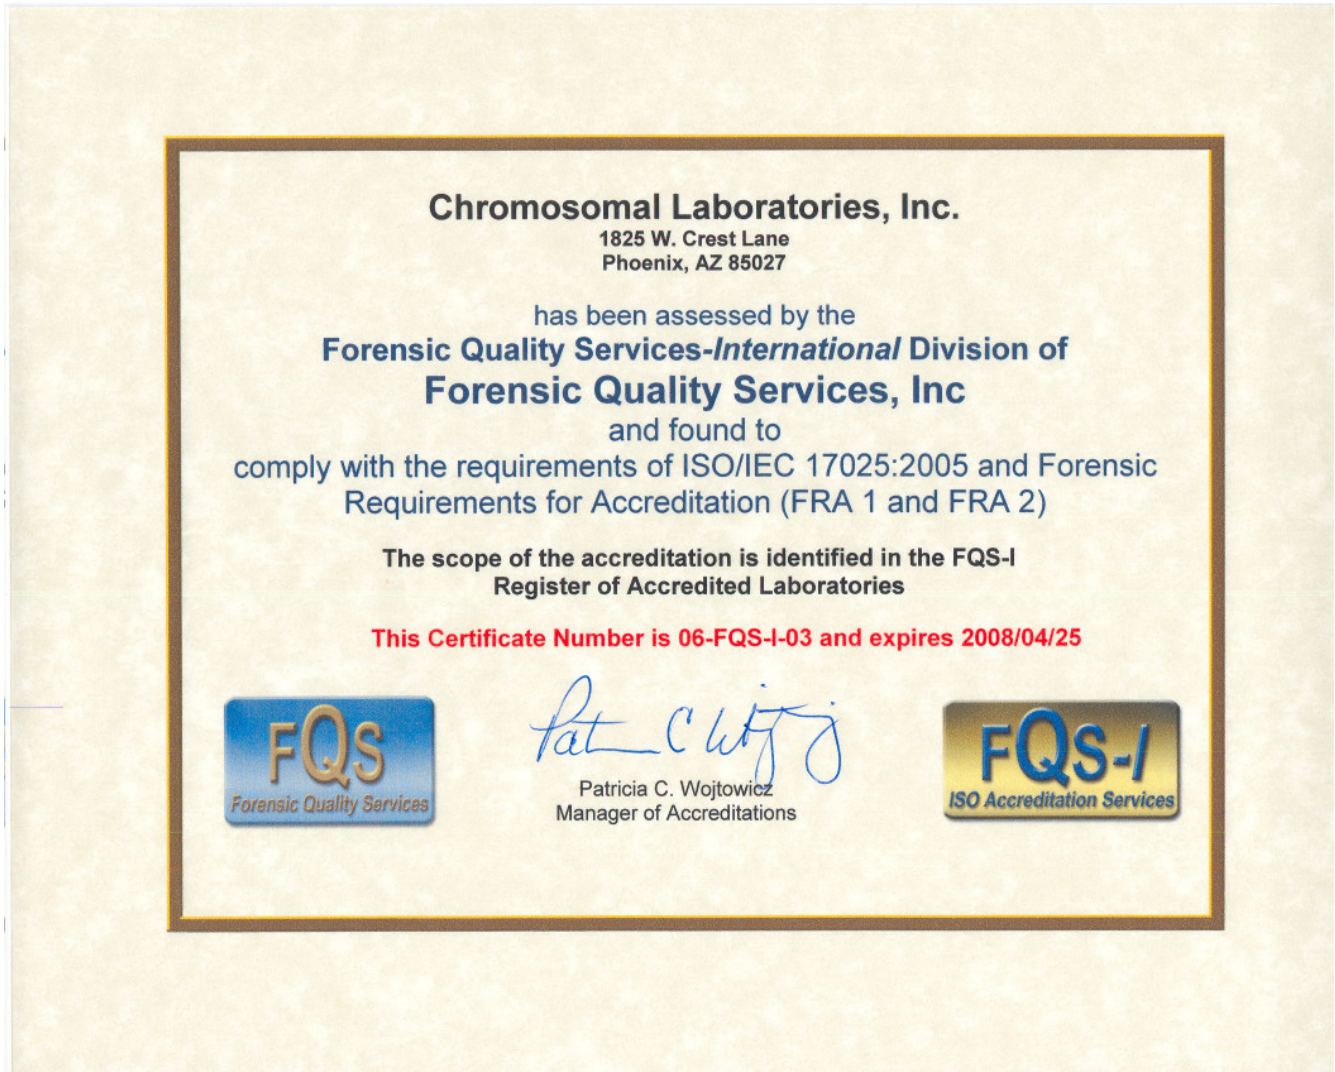 Chromosomal Laboratories, Inc.
1825 W. Crest Lane
Phoenix, AZ 85027
has been assessed by the
Forensic Quality Services-International Division of
Forensic Quality Services, Inc
and found to
comply with the requirements of ISO/IEC 17025:2005 and Forensic
Requirements for Accreditation (FRA 1 and FRA 2)
The scope of the accreditation is identified in the FQS-I
Register of Accredited Laboratories
This Certificate Number is 06-FQS-I-03 and expires 2008/04/25
FQS
Forensic Quality Services
Patricia C. Wojtowicz
Manager of Accreditations
FQS-I
ISO Accreditation Services